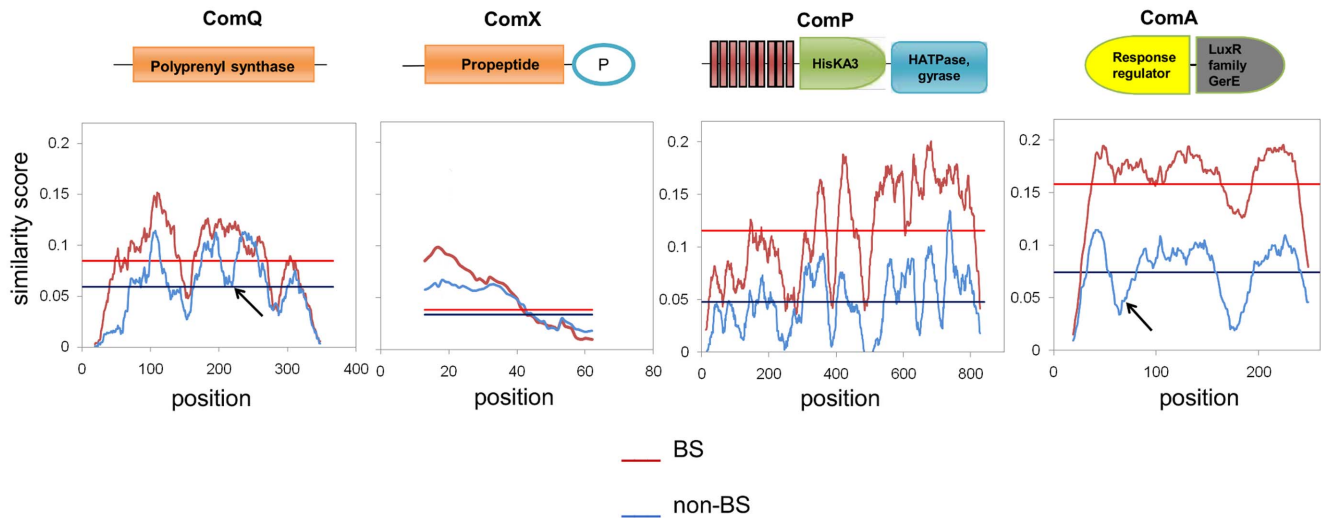 ComQ
ComX
ComP
ComA
Polyprenyl synthase
Propeptide
P
HisKA3
HATPase,
gyrase
Response
regulator
LuxR
family
GerE
similarity score
0.2
0.15
0.1
0.05
0
0 100 200 300 400
position
0 20 40 60 80
position
0.2
0.15
0.1
0.05
0
0 200 400 600 800
position
0.2
0.15
0.1
0.05
0
0 100 200
position
BS
non-BS